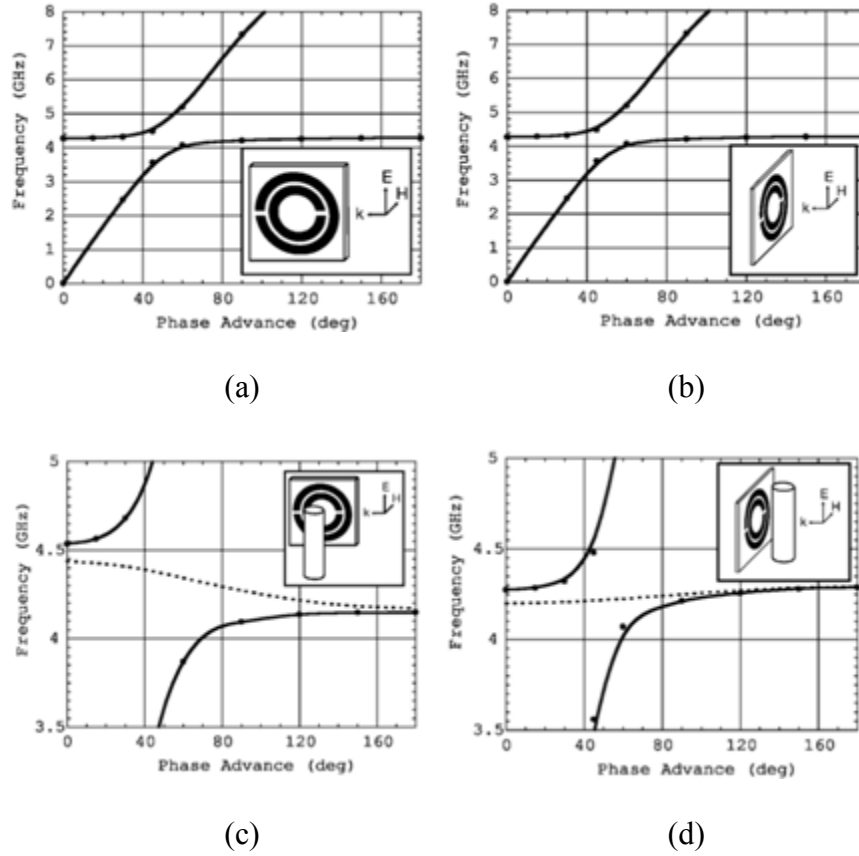 8
7
6
5
4
3
2
1
0
Frequency (GHz)
0 40 80 120 160
Phase Advance (deg)
E
H
k
(a)
8
7
6
5
4
3
2
1
0
Frequency (GHz)
0 40 80 120 160
Phase Advance (deg)
E
H
k
(b)
5
4.5
4
3.5
Frequency (GHz)
0 40 80 120 160
Phase Advance (deg)
E
H
k
(c)
5
4.5
4
3.5
Frequency (GHz)
0 40 80 120 160
Phase Advance (deg)
E
H
k
(d)